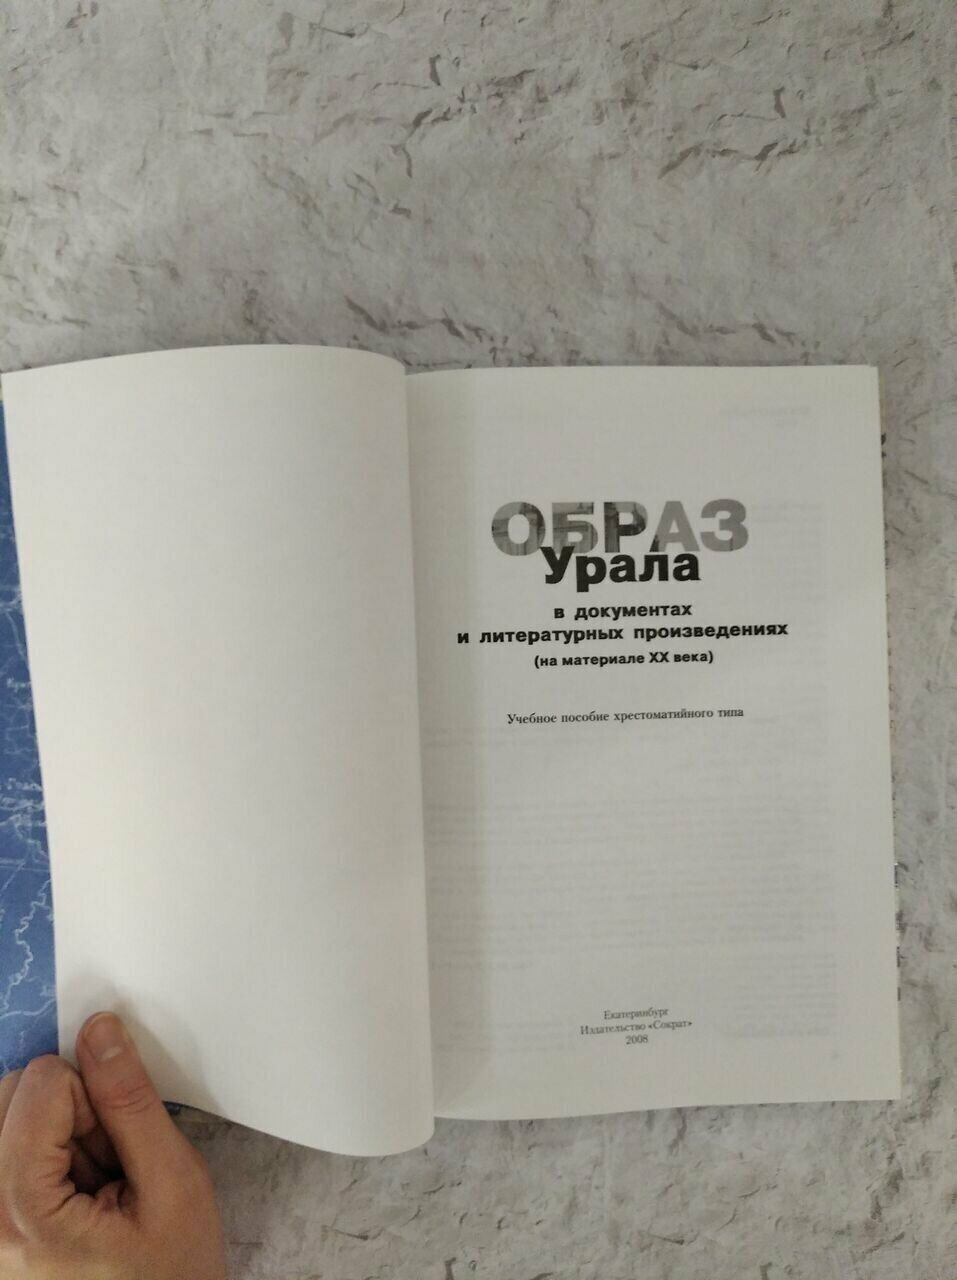 ОБРАЗ
Урала
в документах
и литературных произведениях
(на материале XX века)
Учебное пособие хрестоматийного типа
Екатеринбург
Издательство «Сократ»
2008